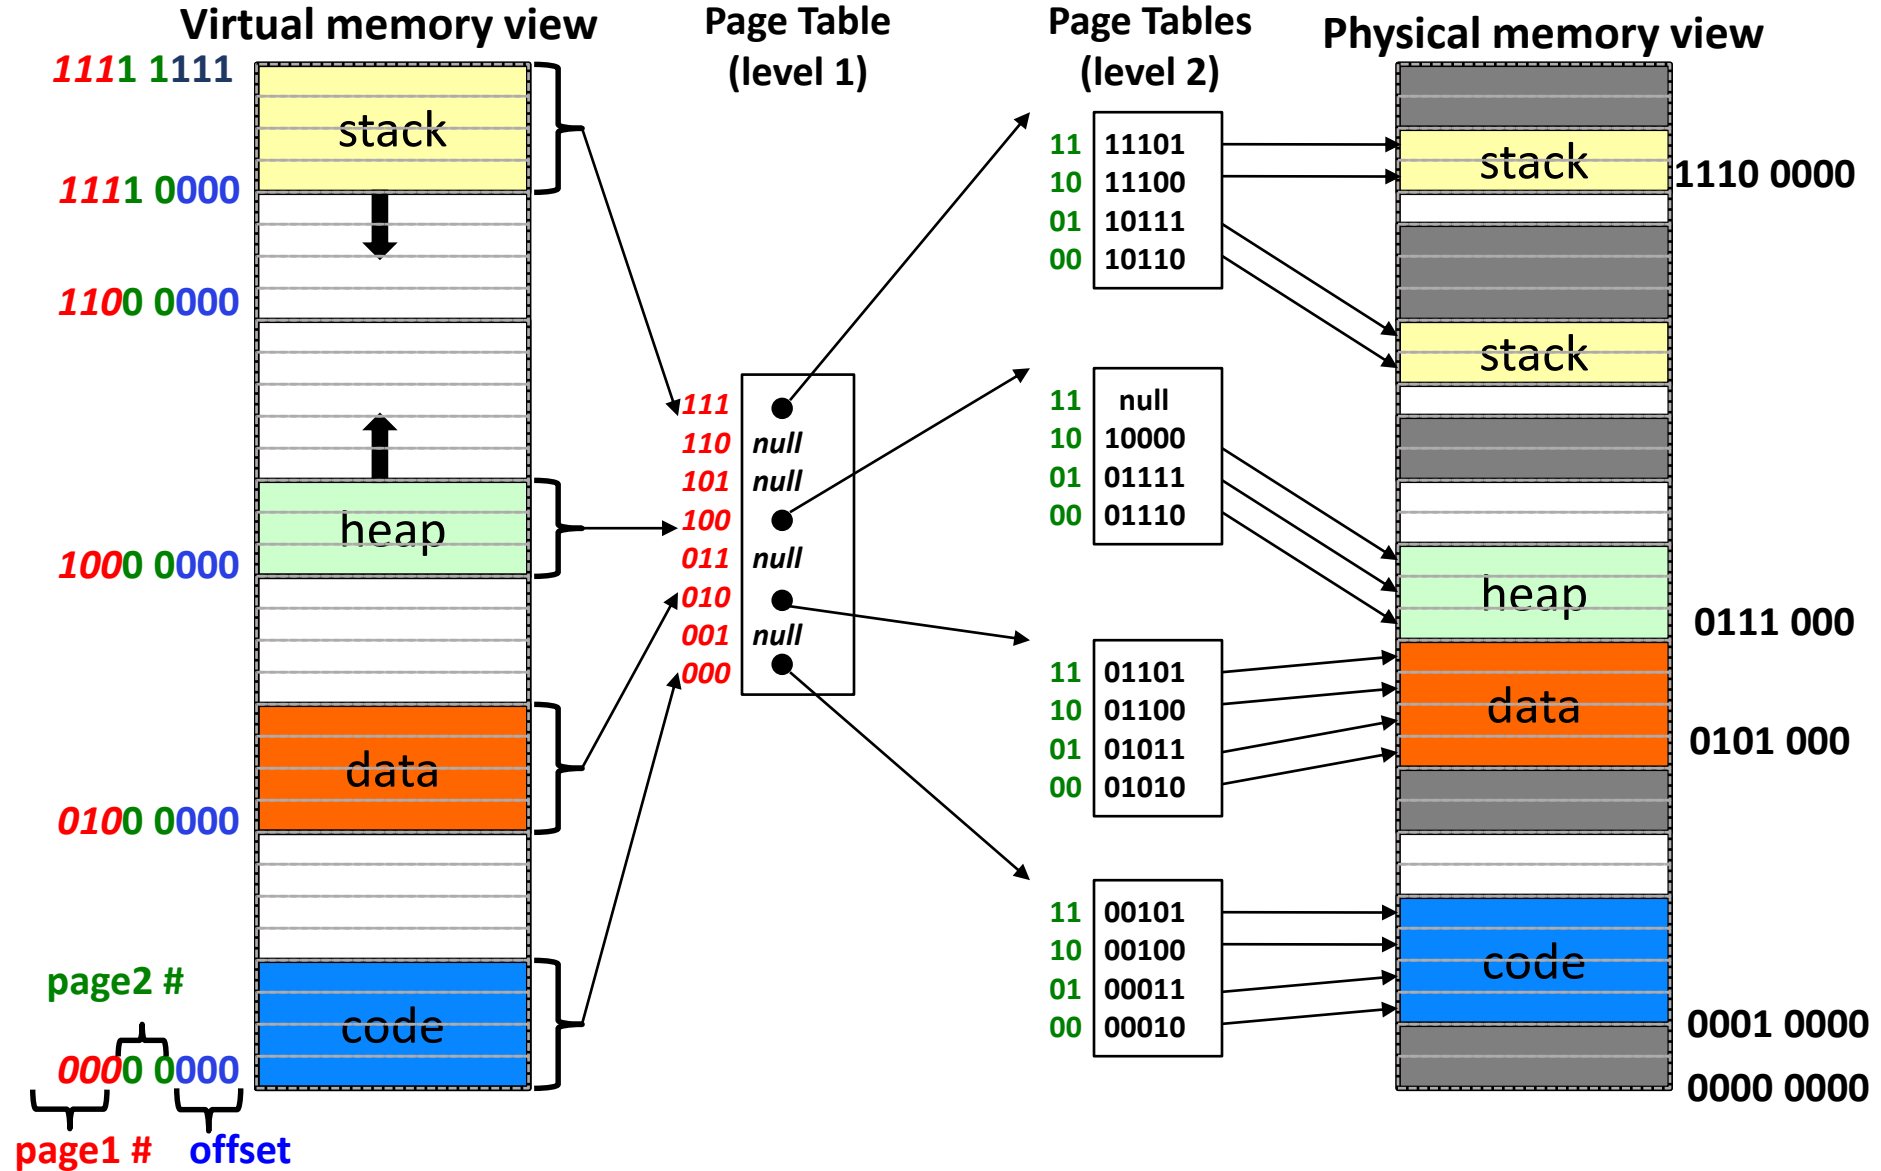 Virtual memory view
1111 1111
stack
1111 0000
1100 0000
heap
1000 0000
data
0100 0000
page2 #
code
0000 0000
page1 #
offset
Page Table
(level 1)
111
110 null
101 null
100
011 null
010
001 null
000
Page Tables
(level 2)
11 11101
10 11100
01 10111
00 10110
11 null
10 10000
01 01111
00 01110
11 01101
10 01100
01 01011
00 01010
11 00101
10 00100
01 00011
00 00010
Physical memory view
stack
1110 0000
stack
heap
0111 000
data
0101 000
code
0001 0000
0000 0000